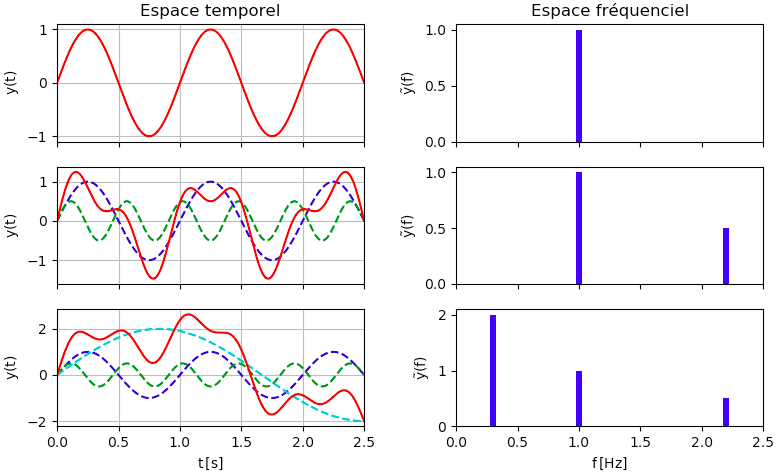 Espace temporel
Espace fréquenciel
1
0
−1
y(t)
1.0
0.5
0.0
ỹ(f)
1
0
−1
y(t)
1.0
0.5
0.0
ỹ(f)
2
0
−2
y(t)
0.0 0.5 1.0 1.5 2.0 2.5
t [s]
2
1
0
ỹ(f)
0.0 0.5 1.0 1.5 2.0 2.5
f [Hz]